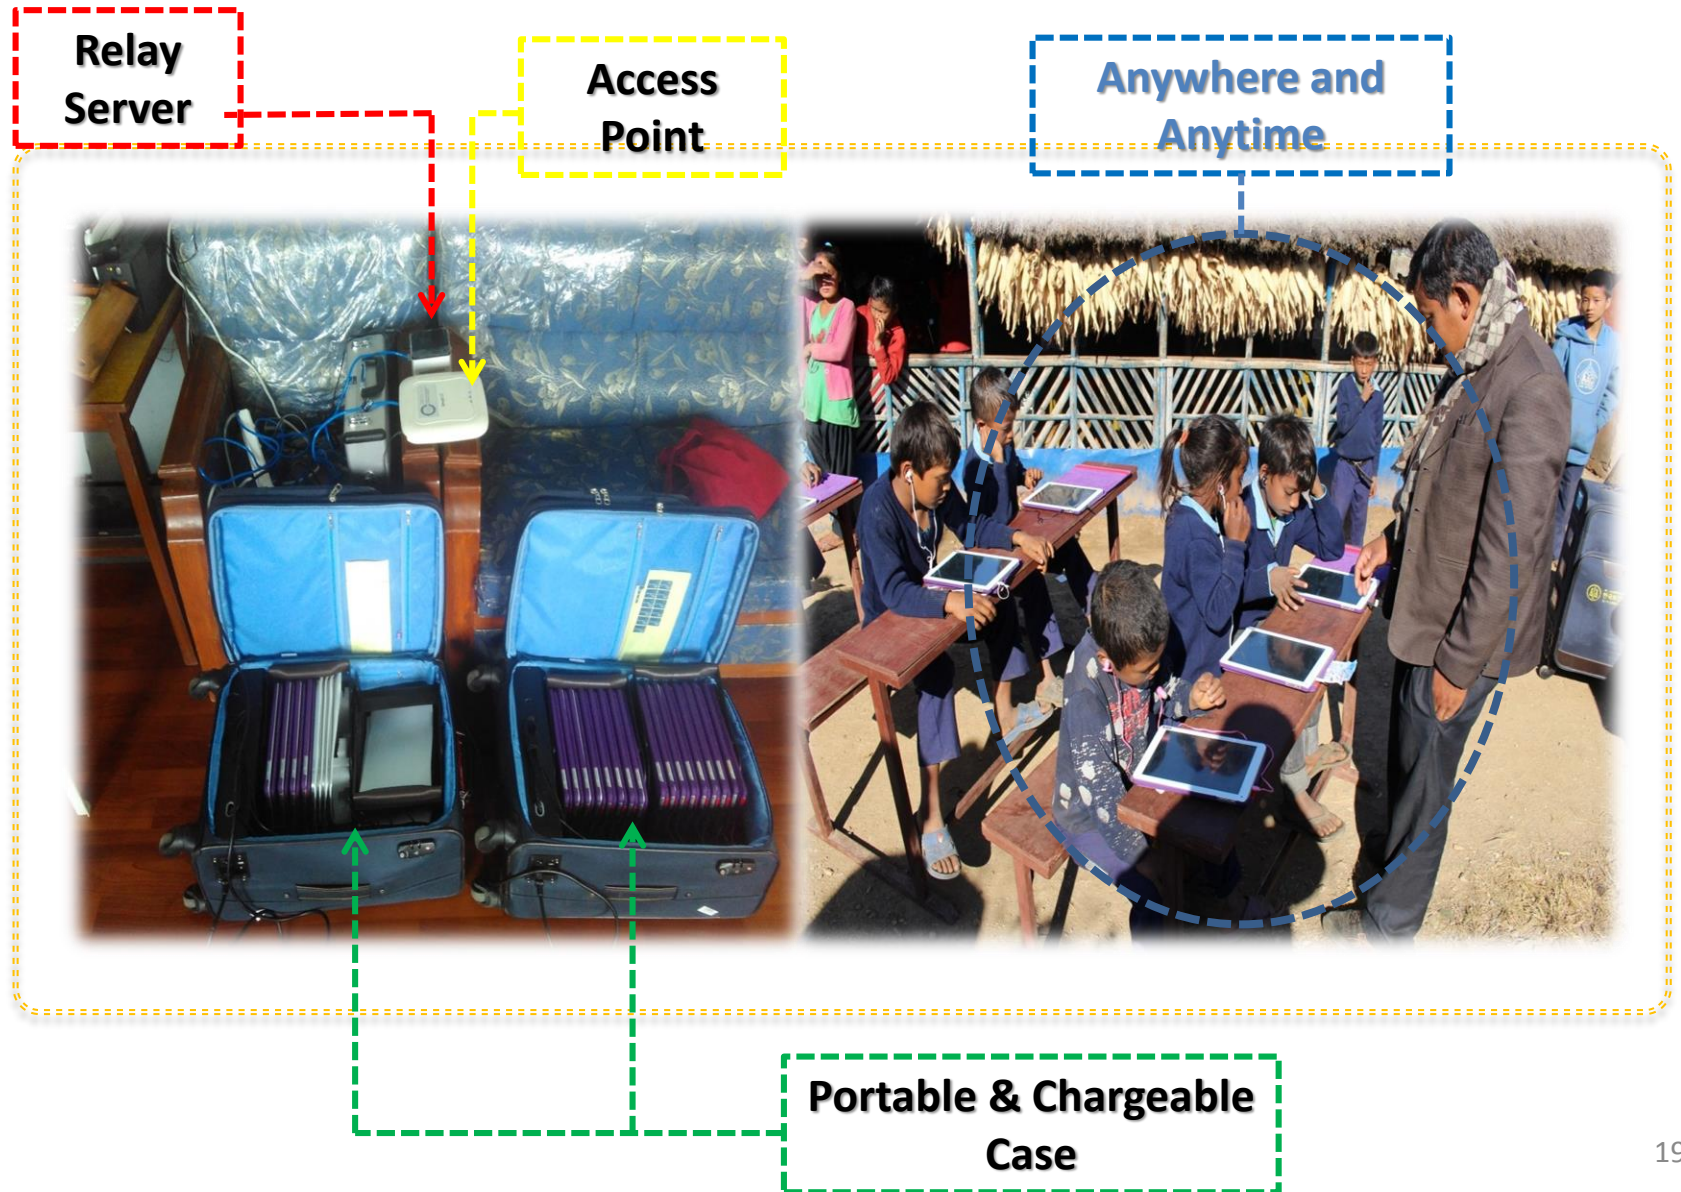 Relay
Server
Access
Point
Anywhere and
Anytime
Portable & Chargeable
Case
19